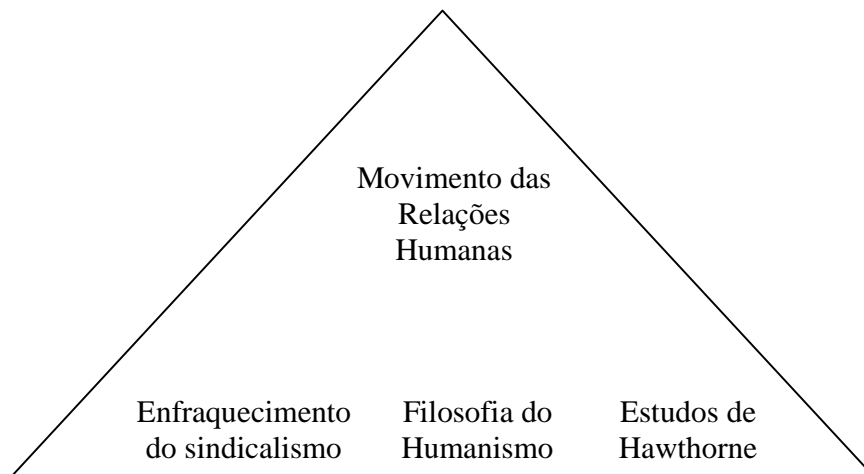 Movimento das
Relações
Humanas
Enfraquecimento
do sindicalismo
Filosofia do
Humanismo
Estudos de
Hawthorne